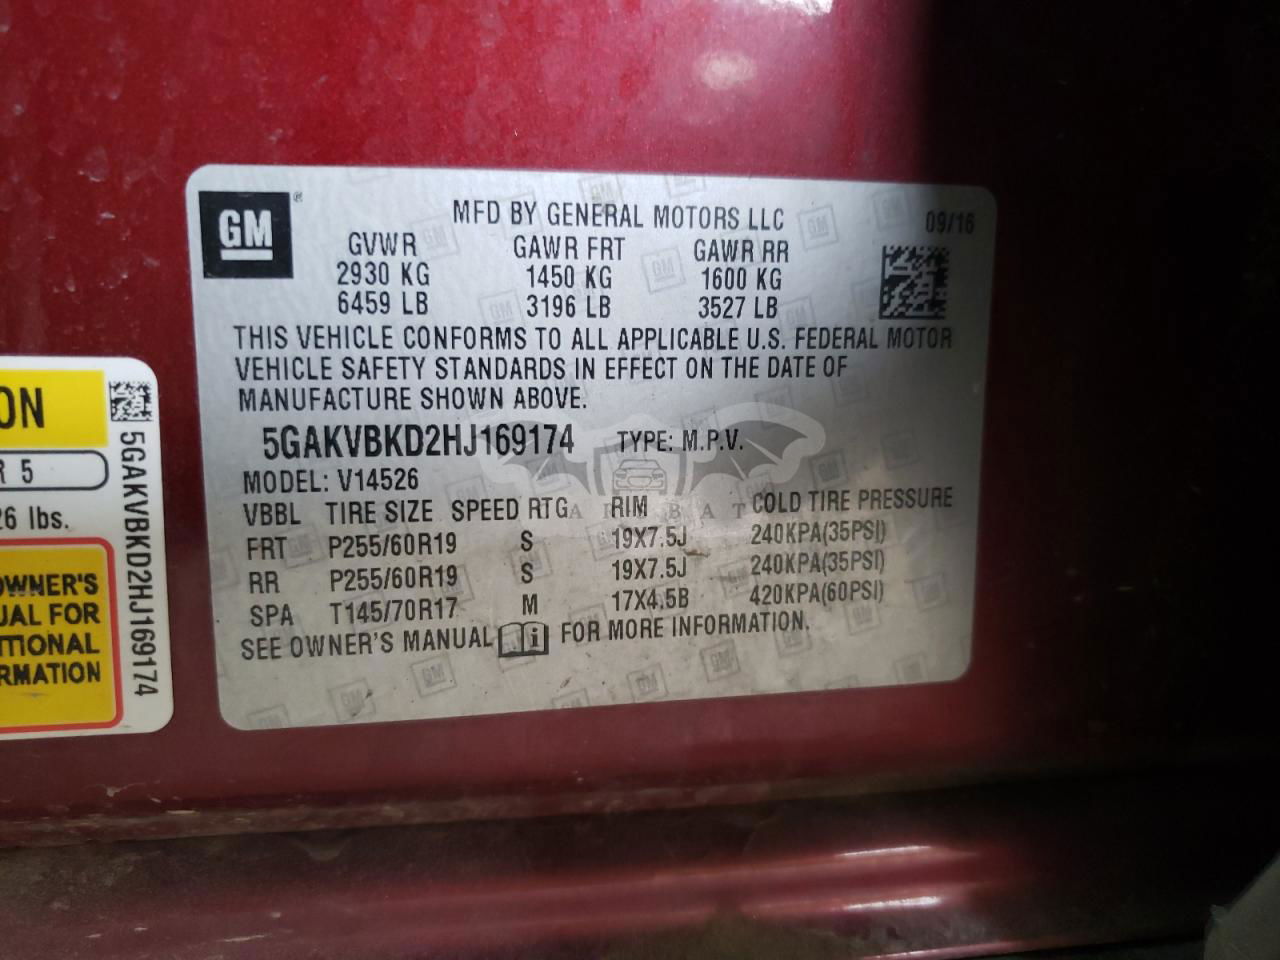 GM
MFD BY GENERAL MOTORS LLC 09/16
GVWR GAWR FRT GAWR RR
2930 KG 1450 KG 1600 KG
6459 LB 3196 LB 3527 LB
THIS VEHICLE CONFORMS TO ALL APPLICABLE U.S. FEDERAL MOTOR
VEHICLE SAFETY STANDARDS IN EFFECT ON THE DATE OF
MANUFACTURE SHOWN ABOVE.
5GAKVBKD2HJ169174 TYPE: M.P.V.
MODEL: V14526
VBBL TIRE SIZE SPEED RTG RIM COLD TIRE PRESSURE
FRT P255/60R19 S 19X7.5J 240KPA(35PSI)
RR P255/60R19 S 19X7.5J 240KPA(35PSI)
SPA T145/70R17 M 17X4.5B 420KPA(60PSI)
SEE OWNER'S MANUAL i FOR MORE INFORMATION.
ON
R 5
26 lbs.
OWNER'S
UAL FOR
ITIONAL
RMATION
5GAKVBKD2HJ169174